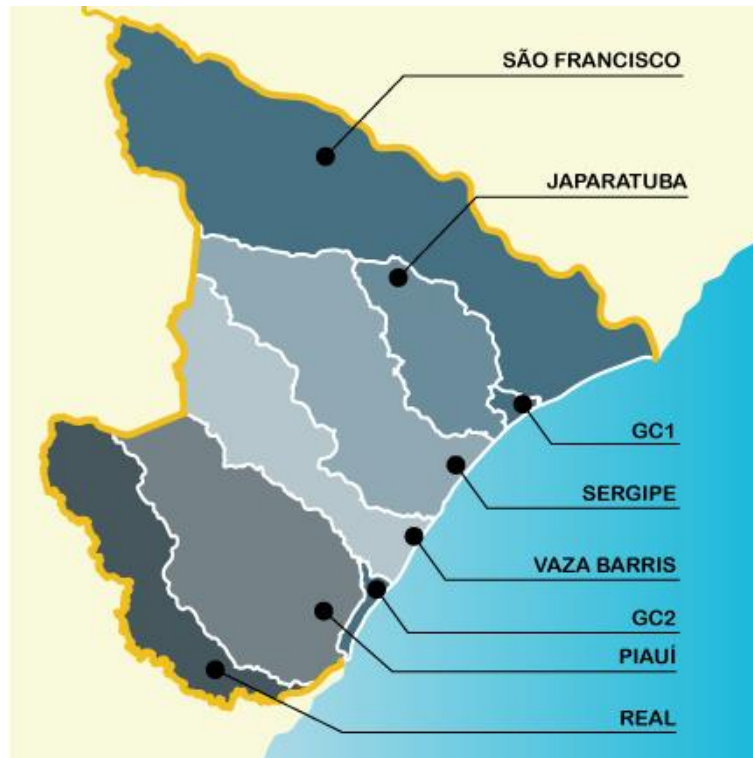 SÃO FRANCISCO
JAPARATUBA
GC1
SERGIPE
VAZA BARRIS
GC2
PIAUÍ
REAL